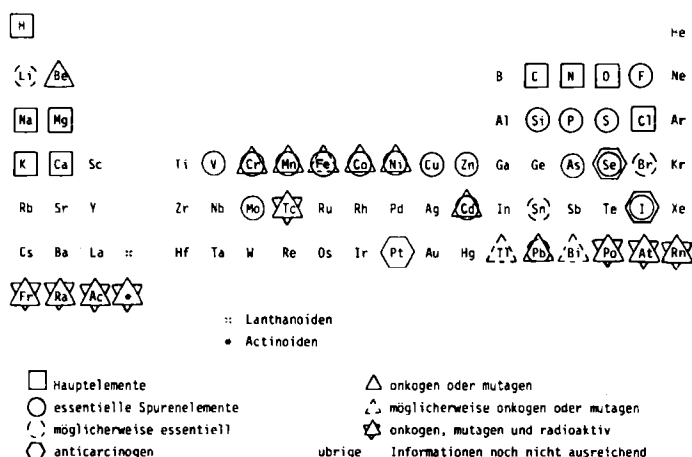 H He
Li Be B C N O F Ne
Na Mg Al Si P S Cl Ar
K Ca Sc Ti V Cr Mn Fe Co Ni Cu Zn Ga Ge As Se Br Kr
Rb Sr Y Zr Nb Mo Tc Ru Rh Pd Ag Cd In Sn Sb Te I Xe
Cs Ba La :: Hf Ta W Re Os Ir Pt Au Hg Tl Pb Bi Po At Rn
Fr Ra Ac •
:: Lanthanoiden
• Actinoiden
Hauptelemente
essentielle Spurenelemente
möglicherweise essentiell
anticarcinogen
onkogen oder mutagen
möglicherweise onkogen oder mutagen
onkogen, mutagen und radioaktiv
ubrige Informationen noch nicht ausreichend